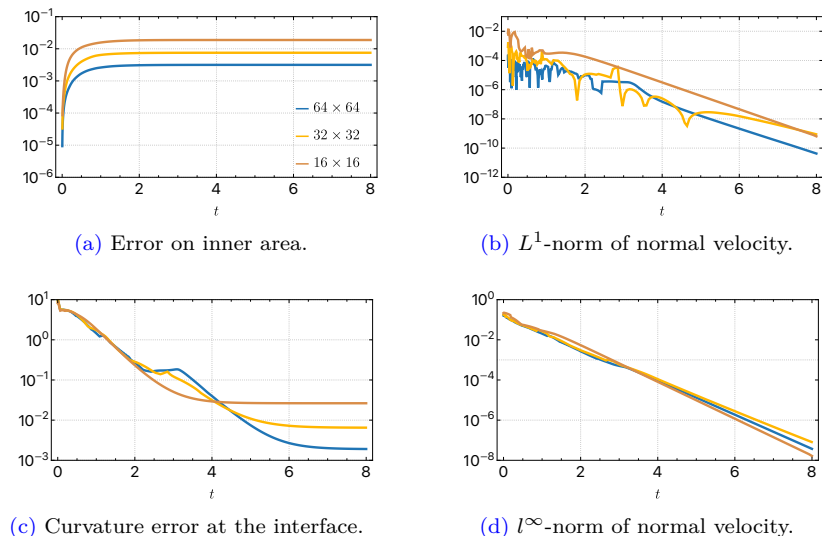 10^{-1}
10^{-2}
10^{-3}
10^{-4}
10^{-5}
10^{-6}
64 × 64
32 × 32
16 × 16
0 2 4 6 8
t
(a) Error on inner area.
10^{-2}
10^{-4}
10^{-6}
10^{-8}
10^{-10}
10^{-12}
0 2 4 6 8
t
(b) L^1-norm of normal velocity.
10^1
10^0
10^{-1}
10^{-2}
10^{-3}
0 2 4 6 8
t
(c) Curvature error at the interface.
10^0
10^{-2}
10^{-4}
10^{-6}
10^{-8}
0 2 4 6 8
t
(d) l^∞-norm of normal velocity.